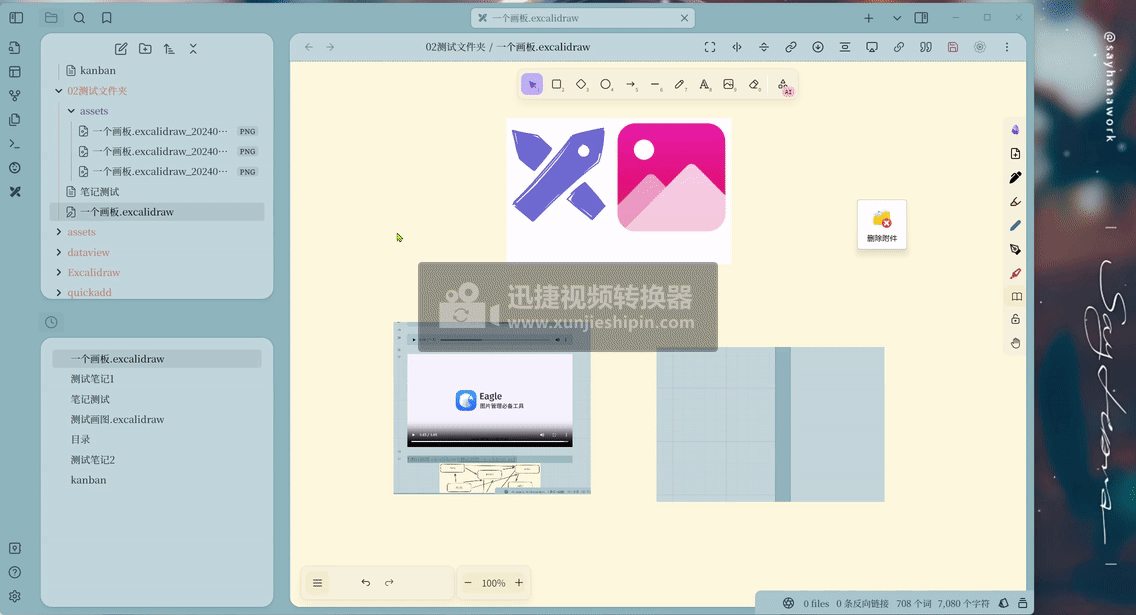 一个画板.excalidraw
02测试文件夹 / 一个画板.excalidraw
kanban
02测试文件夹
assets
一个画板.excalidraw_20240··· PNG
一个画板.excalidraw_20240··· PNG
一个画板.excalidraw_20240··· PNG
笔记测试
一个画板.excalidraw
assets
dataview
Excalidraw
quickadd
一个画板.excalidraw
测试笔记1
笔记测试
测试画图.excalidraw
目录
测试笔记2
kanban
AI
删除附件
迅捷视频转换器
www.xunjieshipin.com
Eagle
图片管理必备工具
100%
0 files 0 条反向链接 708 个词 7,080 个字符
@sayhanawork